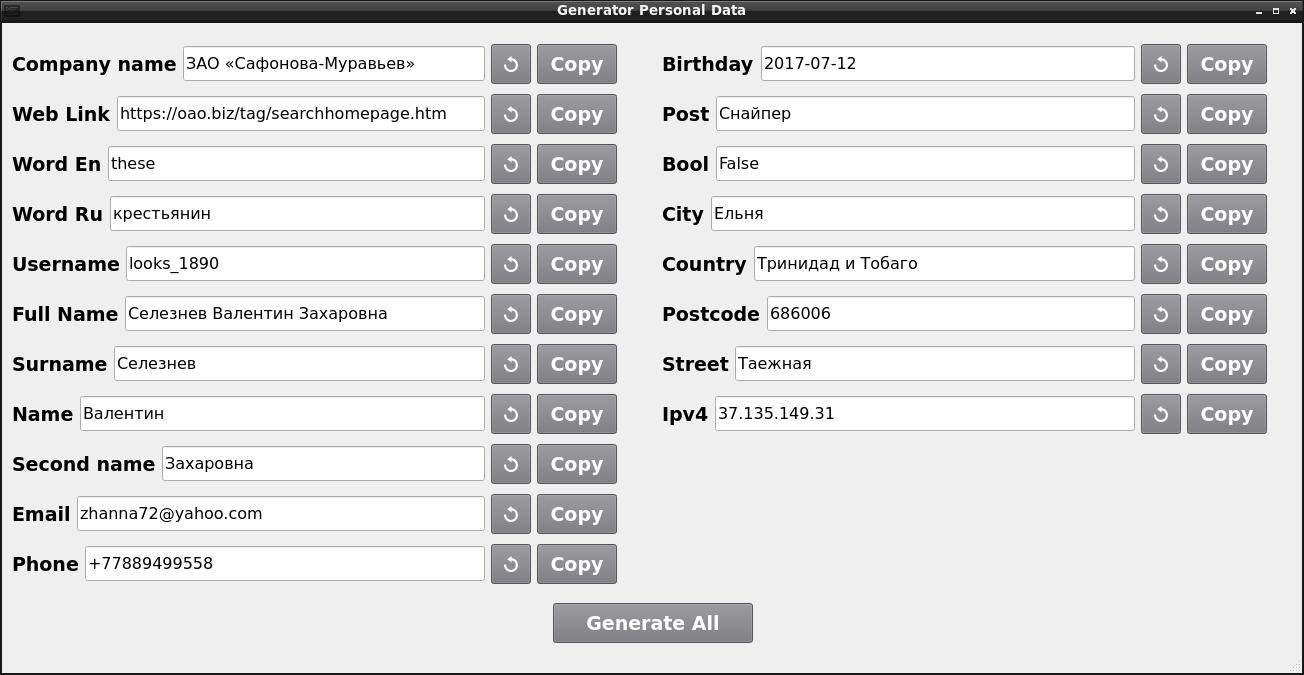 Generator Personal Data
Company name ЗАО «Сафонова-Муравьев» Copy
Web Link https://oao.biz/tag/searchhomepage.htm Copy
Word En these Copy
Word Ru крестьянин Copy
Username looks_1890 Copy
Full Name Селезнев Валентин Захаровна Copy
Surname Селезнев Copy
Name Валентин Copy
Second name Захаровна Copy
Email zhanna72@yahoo.com Copy
Phone +77889499558 Copy
Birthday 2017-07-12 Copy
Post Снайпер Copy
Bool False Copy
City Ельня Copy
Country Тринидад и Тобаго Copy
Postcode 686006 Copy
Street Таежная Copy
Ipv4 37.135.149.31 Copy
Generate All